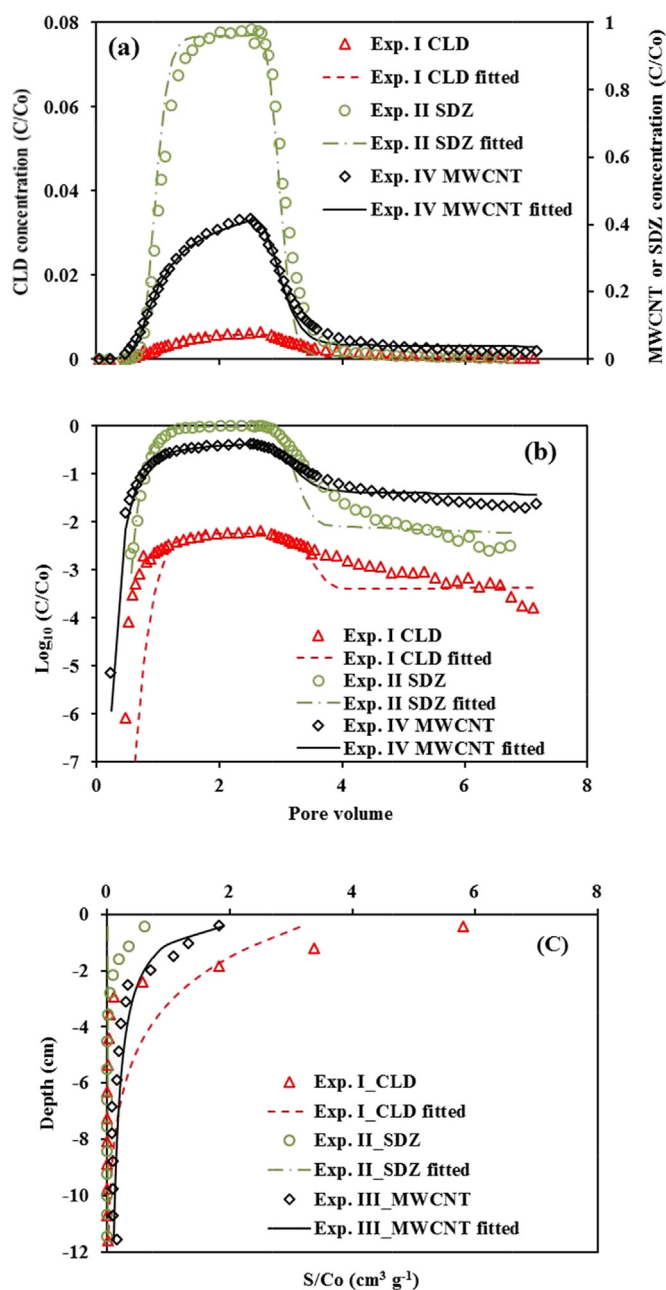 (a)
0.08
0.06
0.04
0.02
0
CLD concentration (C/Co)
1
0.8
0.6
0.4
0.2
0
MWCNT or SDZ concentration (C/Co)
Exp. I CLD
Exp. I CLD fitted
Exp. II SDZ
Exp. II SDZ fitted
Exp. IV MWCNT
Exp. IV MWCNT fitted
(b)
0
-1
-2
-3
-4
-5
-6
-7
Log10 (C/Co)
Exp. I CLD
Exp. I CLD fitted
Exp. II SDZ
Exp. II SDZ fitted
Exp. IV MWCNT
Exp. IV MWCNT fitted
0 2 4 6 8
Pore volume
0 2 4 6 8
(C)
0
-2
-4
-6
-8
-10
-12
Depth (cm)
Exp. I_CLD
Exp. I_CLD fitted
Exp. II_SDZ
Exp. II_SDZ fitted
Exp. III_MWCNT
Exp. III_MWCNT fitted
S/Co (cm³ g⁻¹)